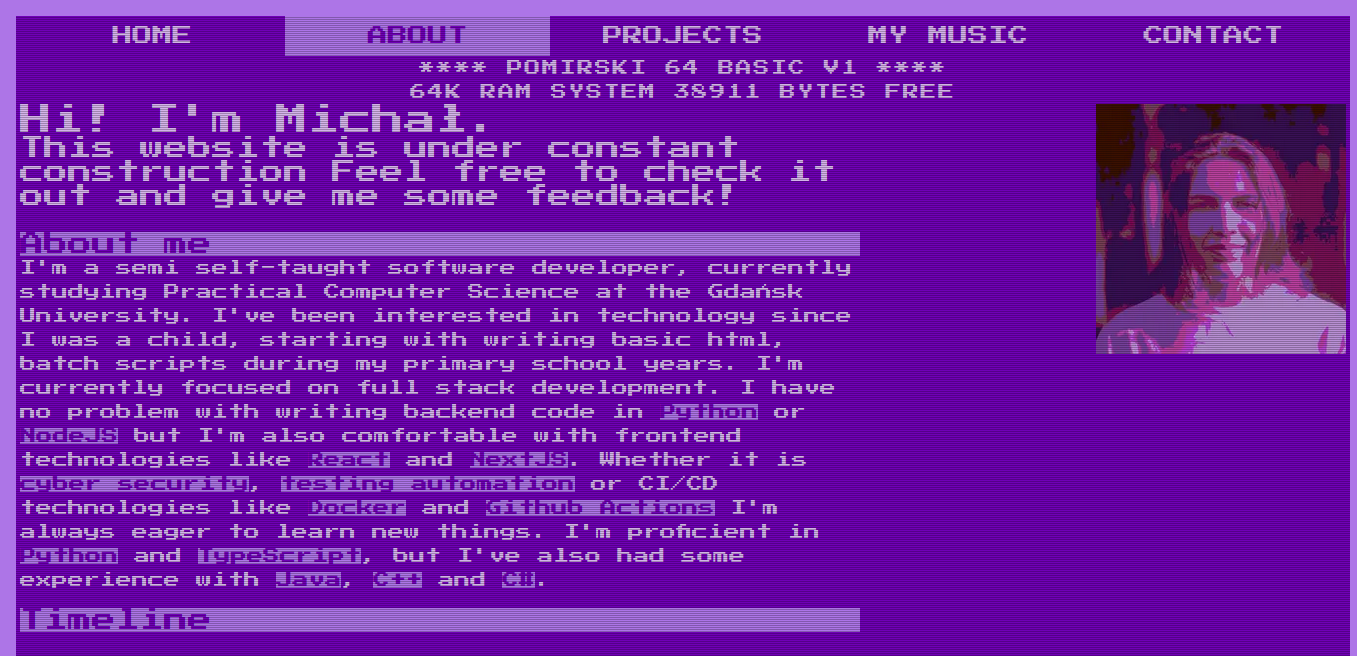 HOME ABOUT PROJECTS MY MUSIC CONTACT
**** POMIRSKI 64 BASIC V1 ****
64K RAM SYSTEM 38911 BYTES FREE
Hi! I'm Michał.
This website is under constant
construction Feel free to check it
out and give me some feedback!
About me
I'm a semi self-taught software developer, currently
studying Practical Computer Science at the Gdańsk
University. I've been interested in technology since
I was a child, starting with writing basic html,
batch scripts during my primary school years. I'm
currently focused on full stack development. I have
no problem with writing backend code in Python or
NodeJS but I'm also comfortable with frontend
technologies like React and NextJS. Whether it is
cyber security, testing automation or CI/CD
technologies like Docker and Github Actions I'm
always eager to learn new things. I'm proficient in
Python and TypeScript, but I've also had some
experience with Java, C++ and C#.
Timeline